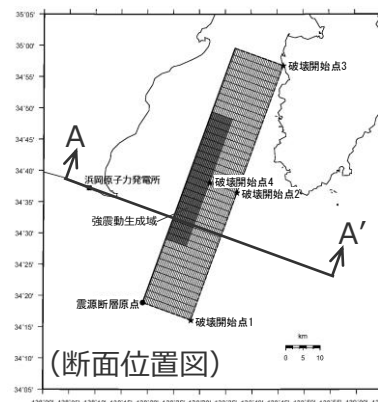 35°05'
35°00'
34°55'
34°50'
34°45'
34°40'
34°35'
34°30'
34°25'
34°20'
34°15'
34°10'
34°05'
破壊開始点3
A
浜岡原子力発電所
破壊開始点4
破壊開始点2
強震動生成域
A'
震源断層原点
破壊開始点1
km
0 5 10
(断面位置図)